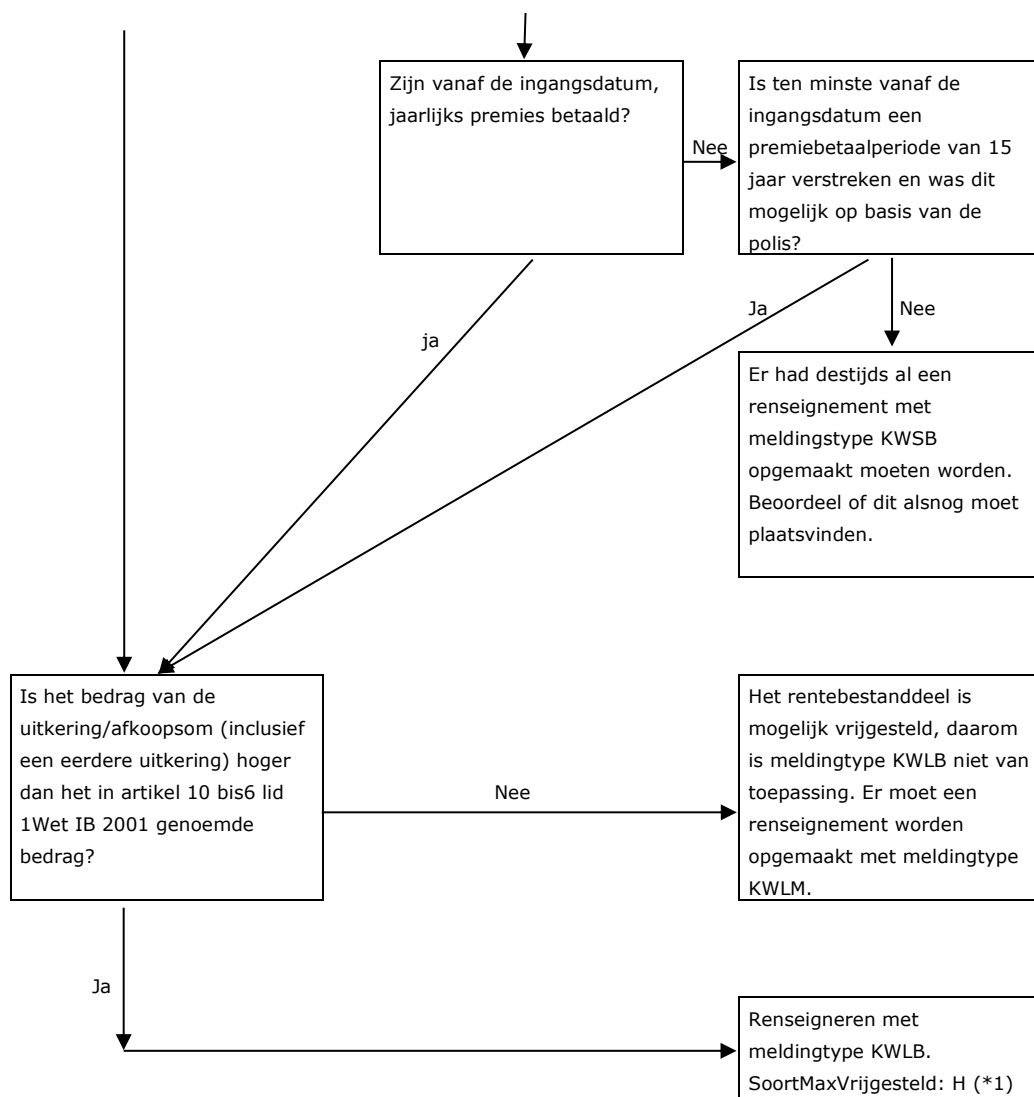 Zijn vanaf de ingangsdatum,
jaarlijks premies betaald?
Nee
Is ten minste vanaf de
ingangsdatum een
premiebetaalperiode van 15
jaar verstreken en was dit
mogelijk op basis van de
polis?
ja
Ja
Nee
Er had destijds al een
renseignement met
meldingstype KWSB
opgemaakt moeten worden.
Beoordeel of dit alsnog moet
plaatsvinden.
Is het bedrag van de
uitkering/afkoopsom (inclusief
een eerdere uitkering) hoger
dan het in artikel 10 bis6 lid
1Wet IB 2001 genoemde
bedrag?
Nee
Het rentebestanddeel is
mogelijk vrijgesteld, daarom
is meldingtype KWLB niet van
toepassing. Er moet een
renseignement worden
opgemaakt met meldingtype
KWLM.
Ja
Renseigneren met
meldingtype KWLB.
SoortMaxVrijgesteld: H (*1)